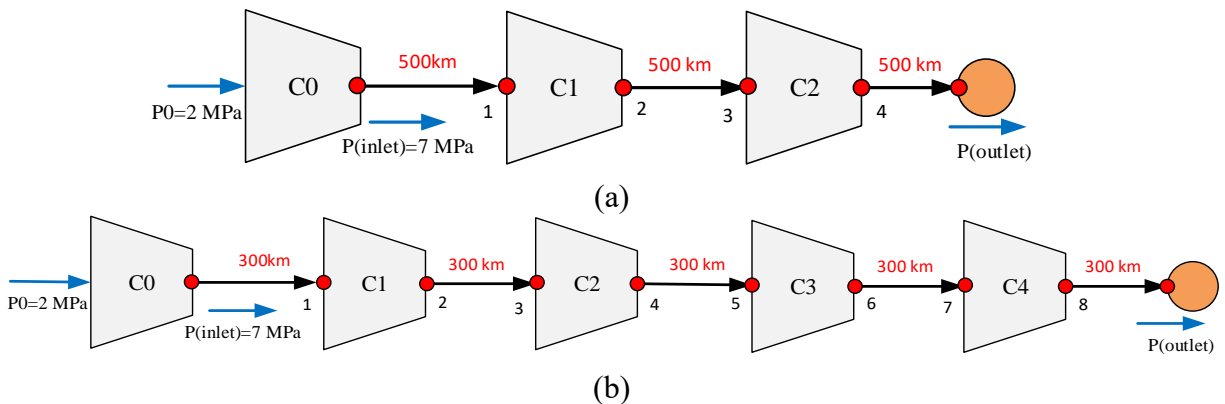 500km
500 km
500 km
C0
C1
C2
P0=2 MPa
1
2
3
4
P(inlet)=7 MPa
P(outlet)
(a)
300km
300 km
300 km
300 km
300 km
C0
C1
C2
C3
C4
P0=2 MPa
1
2
3
4
5
6
7
8
P(inlet)=7 MPa
P(outlet)
(b)